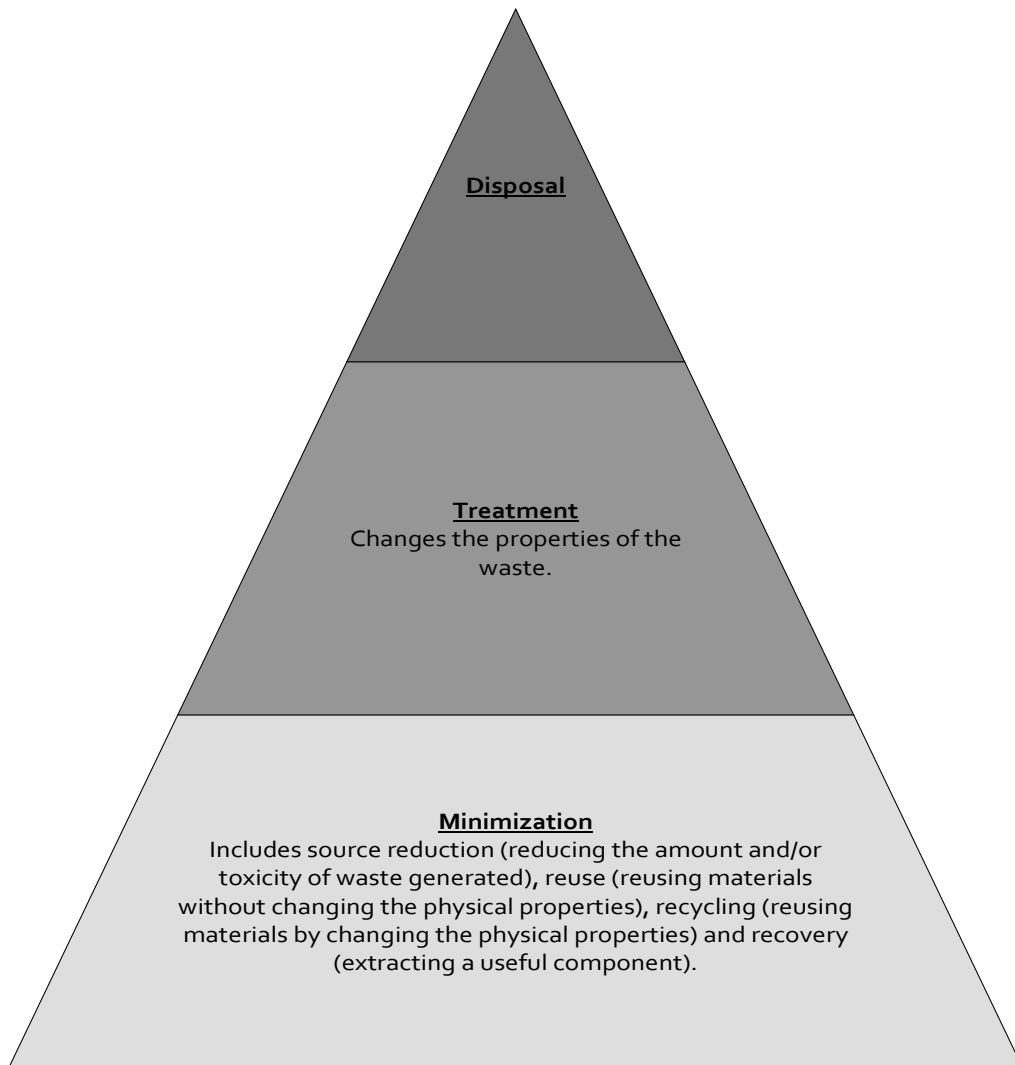 Disposal
Treatment
Changes the properties of the
waste.
Minimization
Includes source reduction (reducing the amount and/or
toxicity of waste generated), reuse (reusing materials
without changing the physical properties), recycling (reusing
materials by changing the physical properties) and recovery
(extracting a useful component).